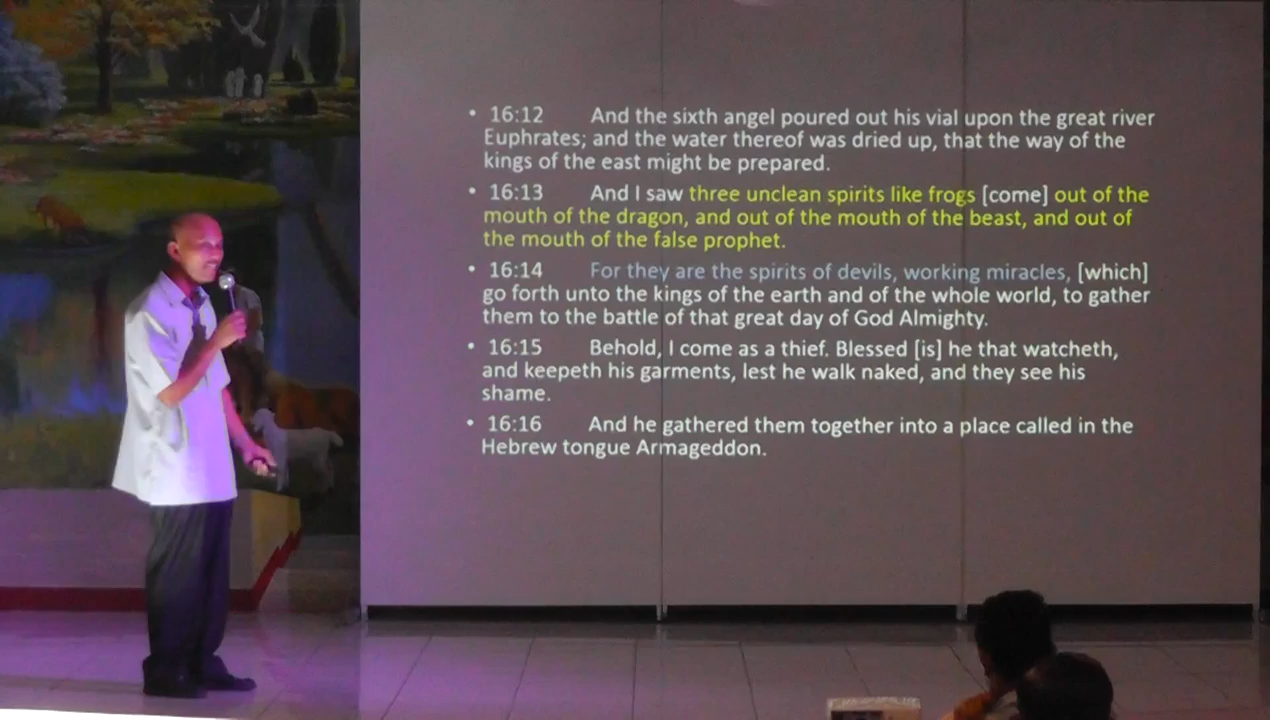 • 16:12 And the sixth angel poured out his vial upon the great river
Euphrates; and the water thereof was dried up, that the way of the
kings of the east might be prepared.
• 16:13 And I saw three unclean spirits like frogs [come] out of the
mouth of the dragon, and out of the mouth of the beast, and out of
the mouth of the false prophet.
• 16:14 For they are the spirits of devils, working miracles, [which]
go forth unto the kings of the earth and of the whole world, to gather
them to the battle of that great day of God Almighty.
• 16:15 Behold, I come as a thief. Blessed [is] he that watcheth,
and keepeth his garments, lest he walk naked, and they see his
shame.
• 16:16 And he gathered them together into a place called in the
Hebrew tongue Armageddon.